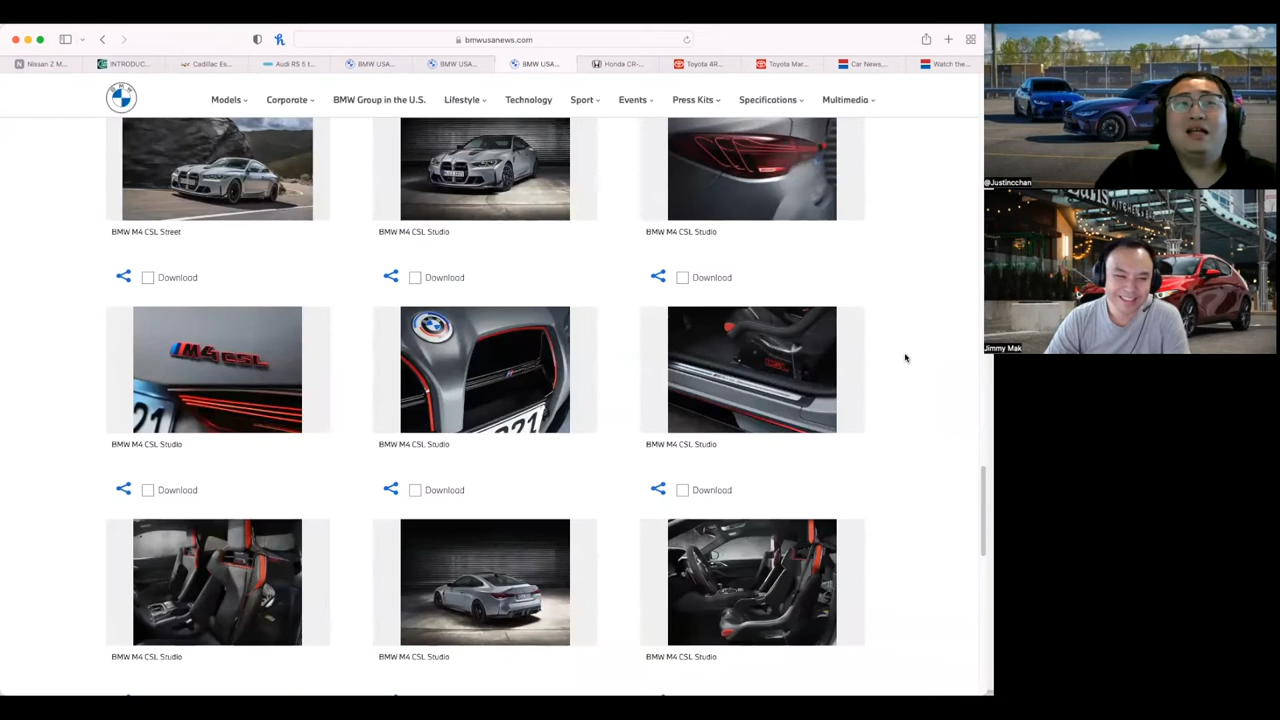 bmwusanews.com
Nissan Z M...
INTRODUC...
Cadillac Es...
Audi RS 5 t...
BMW USA...
BMW USA...
BMW USA...
Honda CR-...
Toyota 4R...
Toyota Mar...
Car News,...
Watch the...
Models
Corporate
BMW Group in the U.S.
Lifestyle
Technology
Sport
Events
Press Kits
Specifications
Multimedia
BMW M4 CSL Street
BMW M4 CSL Studio
BMW M4 CSL Studio
Download
Download
Download
M4 CSL
21
BMW M4 CSL Studio
BMW M4 CSL Studio
BMW M4 CSL Studio
Download
Download
Download
BMW M4 CSL Studio
BMW M4 CSL Studio
BMW M4 CSL Studio
@Justincchan
KITCHEN &
Jimmy Mak